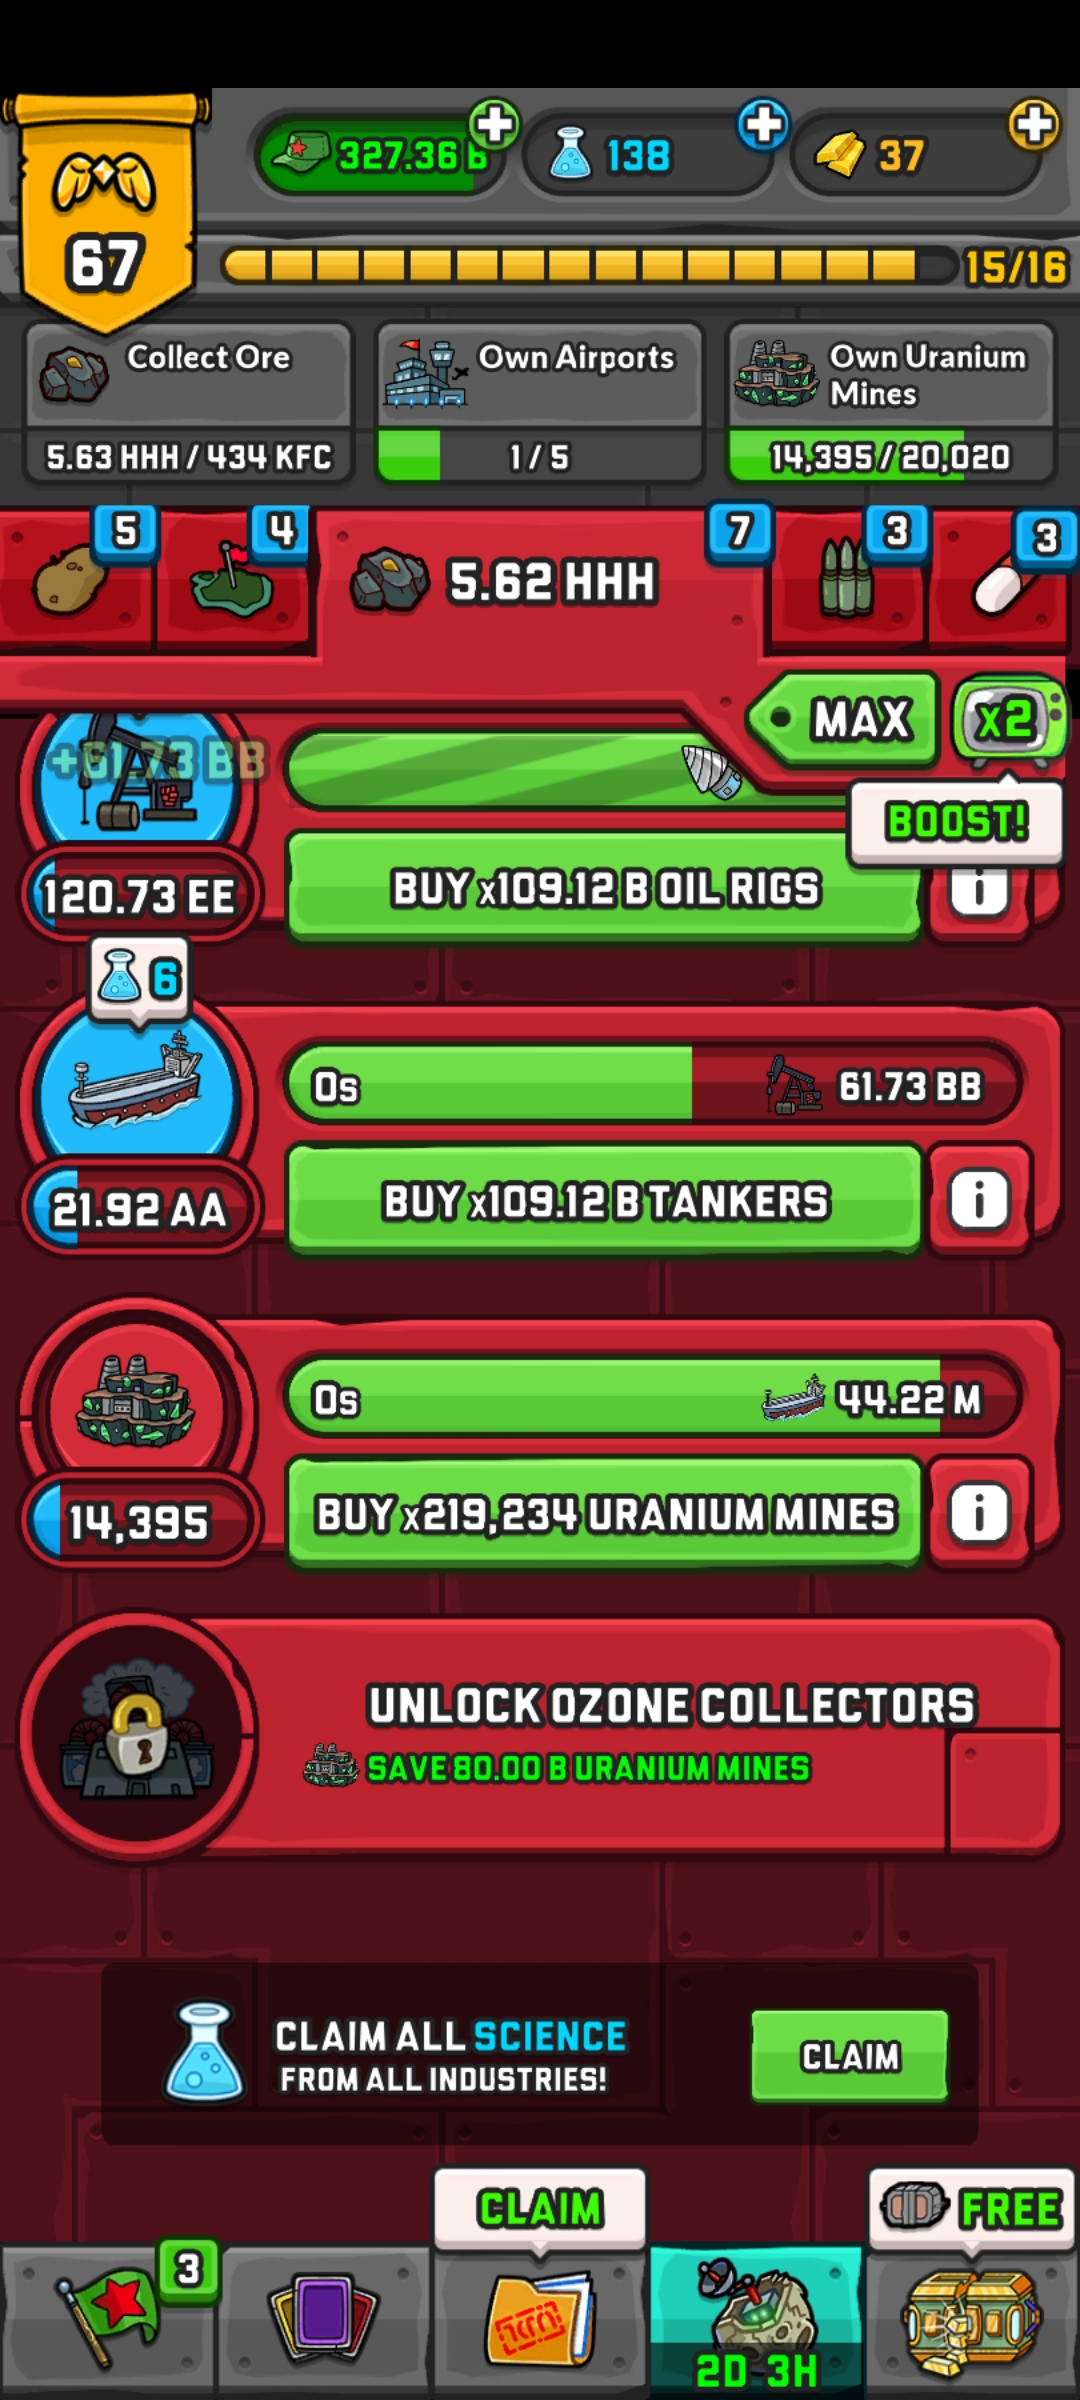 327.36 B
138
37
67
15/16
Collect Ore
5.63 HHH / 434 KFC
Own Airports
1 / 5
Own Uranium
Mines
14,395 / 20,020
5
4
5.62 HHH
7
3
3
MAX
x2
BOOST!
+61.73 BB
120.73 EE
BUY x109.12 B OIL RIGS
i
6
0s
61.73 BB
21.92 AA
BUY x109.12 B TANKERS
i
0s
44.22 M
14,395
BUY x219,234 URANIUM MINES
i
UNLOCK OZONE COLLECTORS
SAVE 80.00 B URANIUM MINES
CLAIM ALL SCIENCE
FROM ALL INDUSTRIES!
CLAIM
CLAIM
FREE
3
2D 3H